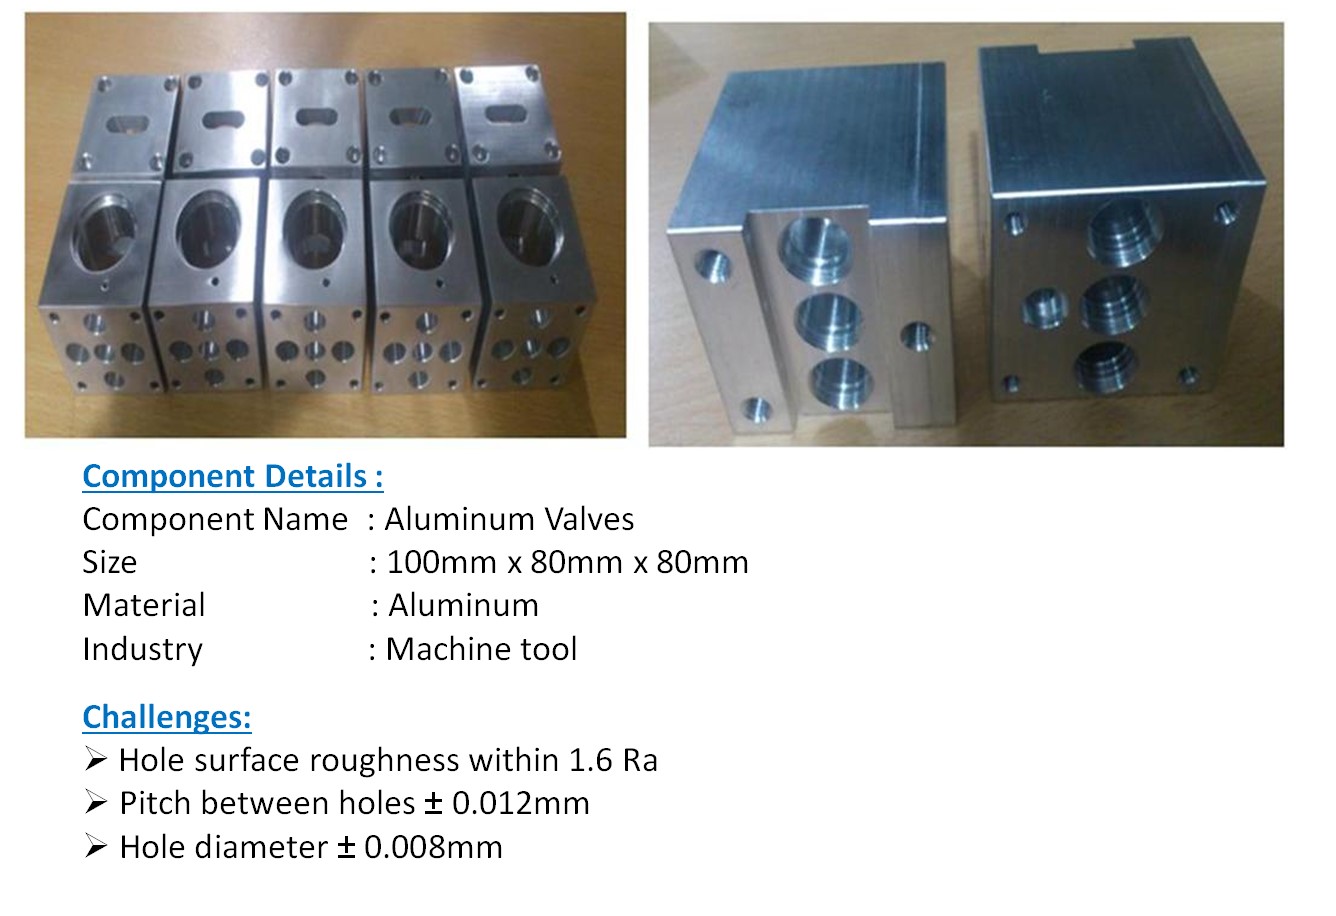 Component Details :
Component Name : Aluminum Valves
Size : 100mm x 80mm x 80mm
Material : Aluminum
Industry : Machine tool
Challenges:
➢ Hole surface roughness within 1.6 Ra
➢ Pitch between holes ± 0.012mm
➢ Hole diameter ± 0.008mm